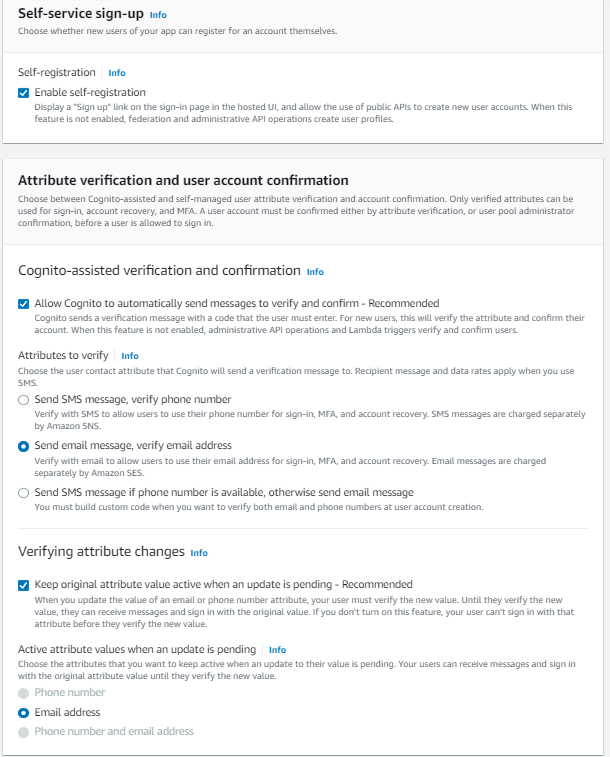 Self-service sign-up Info
Choose whether new users of your app can register for an account themselves.
Self-registration Info
Enable self-registration
Display a "Sign up" link on the sign-in page in the hosted UI, and allow the use of public APIs to create new user accounts. When this
feature is not enabled, federation and administrative API operations create user profiles.
Attribute verification and user account confirmation
Choose between Cognito-assisted and self-managed user attribute verification and account confirmation. Only verified attributes can be
used for sign-in, account recovery, and MFA. A user account must be confirmed either by attribute verification, or user pool administrator
confirmation, before a user is allowed to sign in.
Cognito-assisted verification and confirmation Info
Allow Cognito to automatically send messages to verify and confirm - Recommended
Cognito sends a verification message with a code that the user must enter. For new users, this will verify the attribute and confirm their
account. When this feature is not enabled, administrative API operations and Lambda triggers verify and confirm users.
Attributes to verify Info
Choose the user contact attribute that Cognito will send a verification message to. Recipient message and data rates apply when you use
SMS.
Send SMS message, verify phone number
Verify with SMS to allow users to use their phone number for sign-in, MFA, and account recovery. SMS messages are charged separately
by Amazon SNS.
Send email message, verify email address
Verify with email to allow users to use their email address for sign-in, MFA, and account recovery. Email messages are charged
separately by Amazon SES.
Send SMS message if phone number is available, otherwise send email message
You must build custom code when you want to verify both email and phone numbers at user account creation.
Verifying attribute changes Info
Keep original attribute value active when an update is pending - Recommended
When you update the value of an email or phone number attribute, your user must verify the new value. Until they verify the new
value, they can receive messages and sign in with the original value. If you don't turn on this feature, your user can't sign in with that
attribute before they verify the new value.
Active attribute values when an update is pending Info
Choose the attributes that you want to keep active when an update to their value is pending. Your users can receive messages and sign in
with the original attribute value until they verify the new value.
Phone number
Email address
Phone number and email address